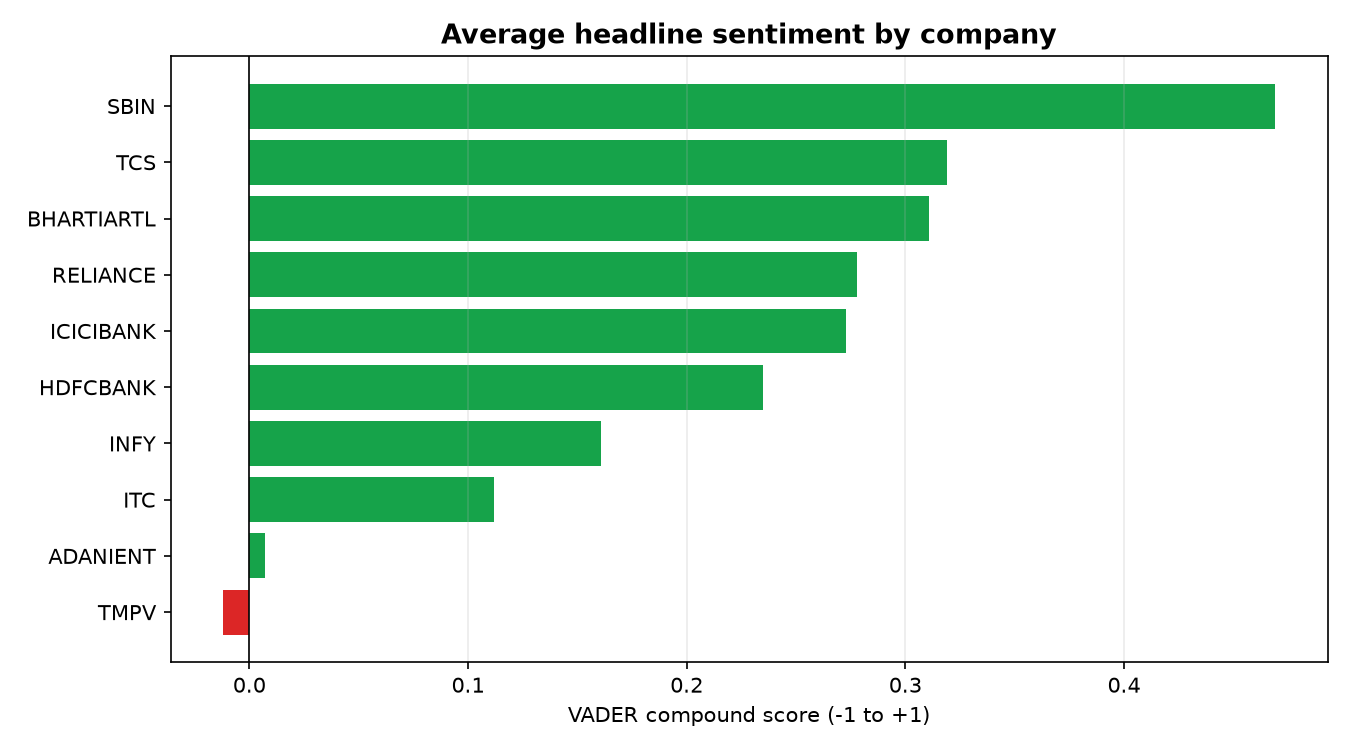 Average headline sentiment by company
SBIN
TCS
BHARTIARTL
RELIANCE
ICICIBANK
HDFCBANK
INFY
ITC
ADANIENT
TMPV
0.0 0.1 0.2 0.3 0.4
VADER compound score (-1 to +1)